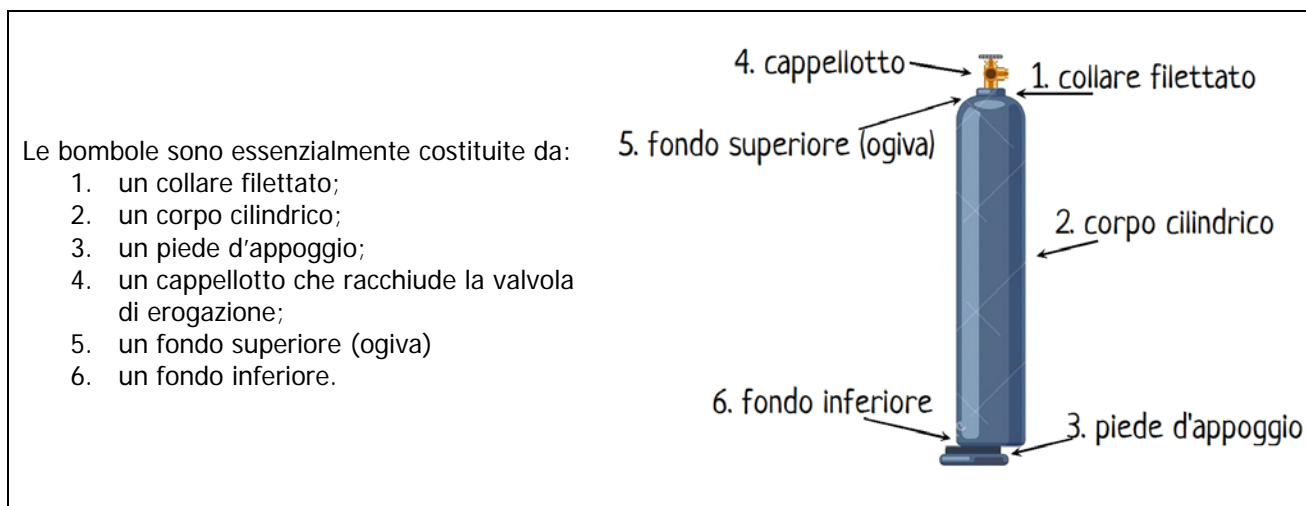 Le bombole sono essenzialmente costituite da:
1. un collare filettato;
2. un corpo cilindrico;
3. un piede d'appoggio;
4. un cappellotto che racchiude la valvola
di erogazione;
5. un fondo superiore (ogiva)
6. un fondo inferiore.
4. cappellotto
1. collare filettato
5. fondo superiore (ogiva)
2. corpo cilindrico
6. fondo inferiore
3. piede d'appoggio